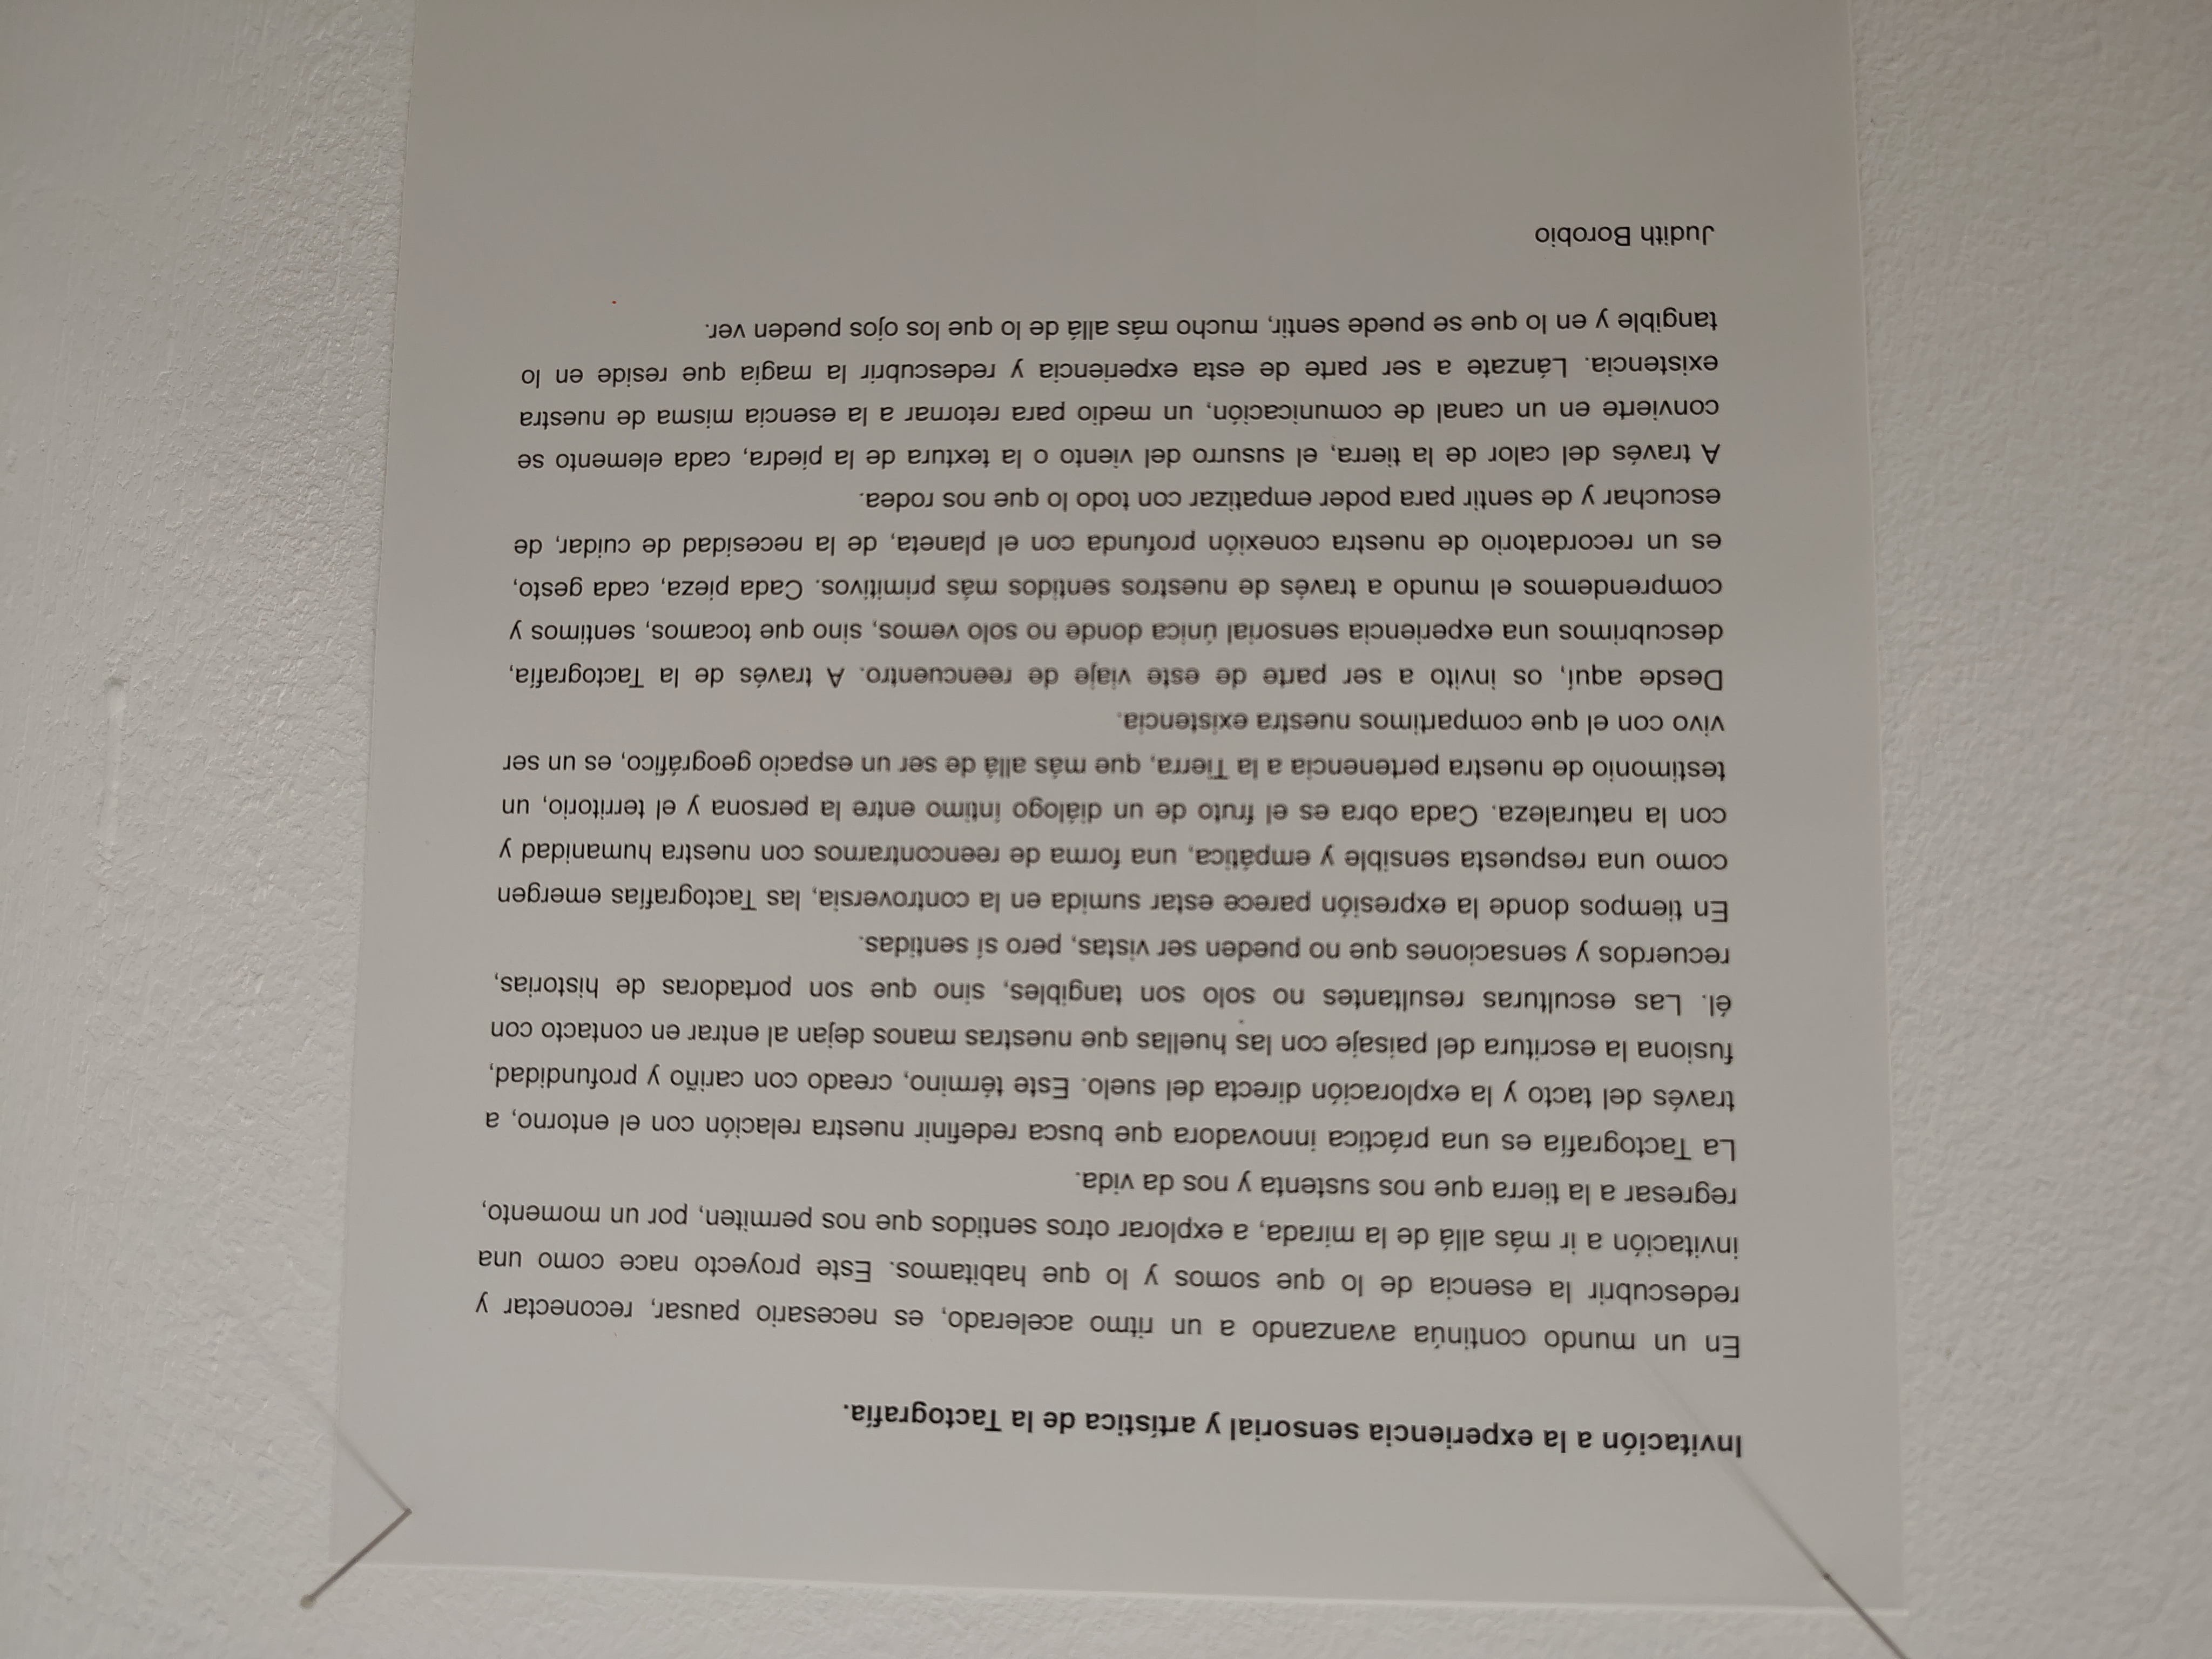 Invitación a la experiencia sensorial y artística de la Tactografía.
En un mundo continúa avanzando a un ritmo acelerado, es necesario pausar, reconectar y
redescubrir la esencia de lo que somos y lo que habitamos. Este proyecto nace como una
invitación a ir más allá de la mirada, a explorar otros sentidos que nos permiten, por un momento,
regresar a la tierra que nos sustenta y nos da vida.
La Tactografía es una práctica innovadora que busca redefinir nuestra relación con el entorno, a
través del tacto y la exploración directa del suelo. Este término, creado con cariño y profundidad,
fusiona la escritura del paisaje con las huellas que nuestras manos dejan al entrar en contacto con
él. Las esculturas resultantes no solo son tangibles, sino que son portadoras de historias,
recuerdos y sensaciones que no pueden ser vistas, pero sí sentidas.
En tiempos donde la expresión parece estar sumida en la controversia, las Tactografías emergen
como una respuesta sensible y empática, una forma de reencontrarnos con nuestra humanidad y
con la naturaleza. Cada obra es el fruto de un diálogo íntimo entre la persona y el territorio, un
testimonio de nuestra pertenencia a la Tierra, que más allá de ser un espacio geográfico, es un ser
vivo con el que compartimos nuestra existencia.
Desde aquí, os invito a ser parte de este viaje de reencuentro. A través de la Tactografía,
descubrimos una experiencia sensorial única donde no solo vemos, sino que tocamos, sentimos y
comprendemos el mundo a través de nuestros sentidos más primitivos. Cada pieza, cada gesto,
es un recordatorio de nuestra conexión profunda con el planeta, de la necesidad de cuidar, de
escuchar y de sentir para poder empatizar con todo lo que nos rodea.
A través del calor de la tierra, el susurro del viento o la textura de la piedra, cada elemento se
convierte en un canal de comunicación, un medio para retornar a la esencia misma de nuestra
existencia. Lánzate a ser parte de esta experiencia y redescubrir la magia que reside en lo
tangible y en lo que se puede sentir, mucho más allá de lo que los ojos pueden ver.
Judith Borobio